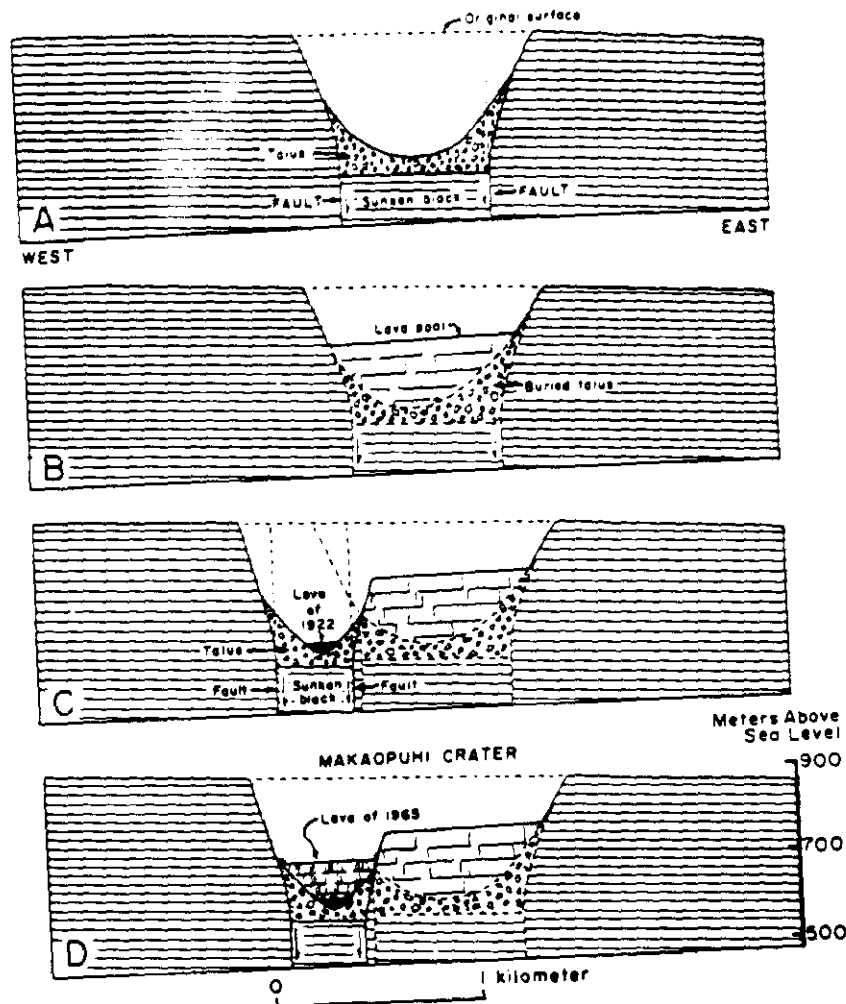 Original surface
Talus
FAULT
Sunken block
FAULT
A
WEST
EAST
Lava pool
Buried talus
B
Lava
of
1922
Talus
Fault
Sunken
block
Fault
C
Meters Above
Sea Level
MAKAOPUHI CRATER
900
Lava of 1965
700
500
D
0
1 kilometer